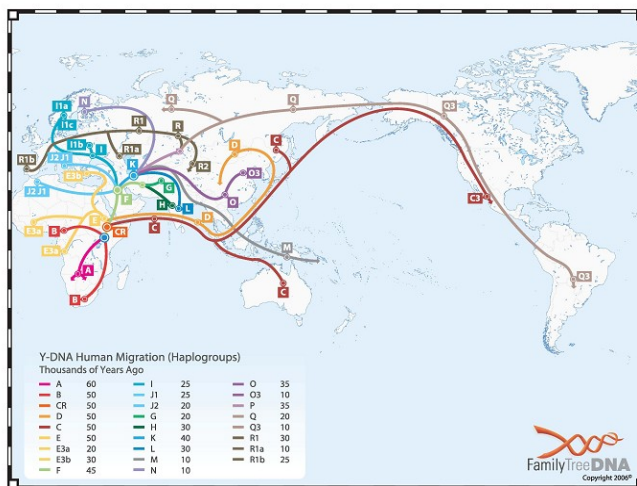 N
I1a
Q
Q
Q3
I1c
R1
R
D
C
I1b
I
R1a
J2 J1
R1b
K
R2
O3
E3b
J2 J1
F
G
O
H
L
E
C
D
C3
E3a
B
CR
E3a
M
A
C
Q3
B
Y-DNA Human Migration (Haplogroups)
Thousands of Years Ago
A 60 I 25 O 35
B 50 J1 25 O3 10
CR 50 J2 20 P 35
D 50 G 20 Q 20
C 50 H 30 Q3 10
E 50 K 40 R1 30
E3a 20 L 30 R1a 10
E3b 30 M 10 R1b 25
F 45 N 10
FamilyTreeDNA
Copyright 2006©